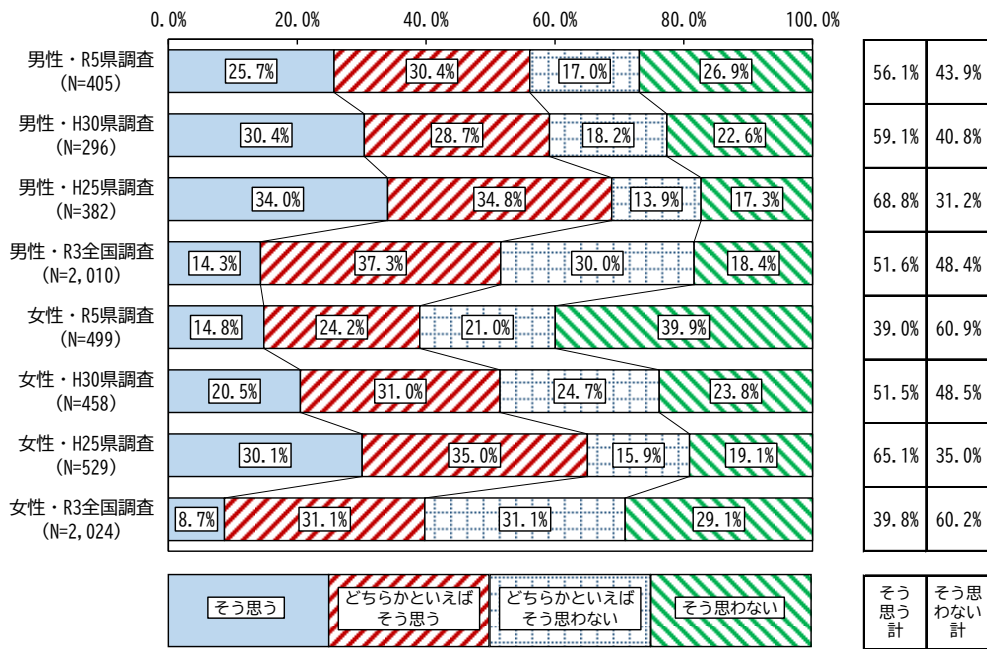 0.0% 20.0% 40.0% 60.0% 80.0% 100.0%
男性・R5県調査
(N=405)
25.7% 30.4% 17.0% 26.9% 56.1% 43.9%
男性・H30県調査
(N=296)
30.4% 28.7% 18.2% 22.6% 59.1% 40.8%
男性・H25県調査
(N=382)
34.0% 34.8% 13.9% 17.3% 68.8% 31.2%
男性・R3全国調査
(N=2,010)
14.3% 37.3% 30.0% 18.4% 51.6% 48.4%
女性・R5県調査
(N=499)
14.8% 24.2% 21.0% 39.9% 39.0% 60.9%
女性・H30県調査
(N=458)
20.5% 31.0% 24.7% 23.8% 51.5% 48.5%
女性・H25県調査
(N=529)
30.1% 35.0% 15.9% 19.1% 65.1% 35.0%
女性・R3全国調査
(N=2,024)
8.7% 31.1% 31.1% 29.1% 39.8% 60.2%
そう思う
どちらかといえば
そう思う
どちらかといえば
そう思わない
そう思わない
そう
思う
計
そう思
わない
計